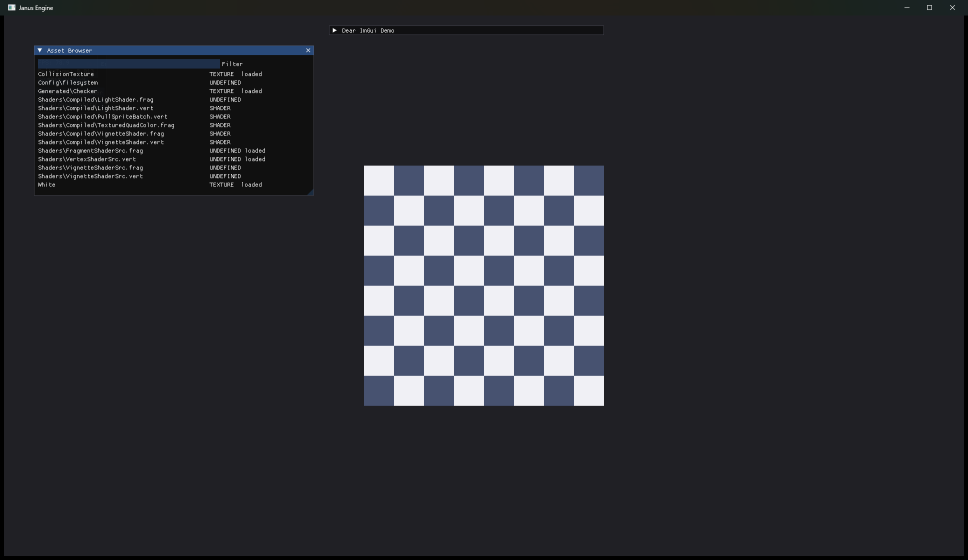 Janus Engine
Dear ImGui Demo
Asset Browser
Filter
CollisionTexture TEXTURE loaded
Config\filesystem UNDEFINED
Generated\Checker TEXTURE loaded
Shaders\Compiled\LightShader.frag UNDEFINED
Shaders\Compiled\LightShader.vert SHADER
Shaders\Compiled\PullSpriteBatch.vert SHADER
Shaders\Compiled\TexturedQuadColor.frag SHADER
Shaders\Compiled\VignetteShader.frag SHADER
Shaders\Compiled\VignetteShader.vert SHADER
Shaders\FragmentShaderSrc.frag UNDEFINED loaded
Shaders\VertexShaderSrc.vert UNDEFINED loaded
Shaders\VignetteShaderSrc.frag UNDEFINED
Shaders\VignetteShaderSrc.vert UNDEFINED
White TEXTURE loaded